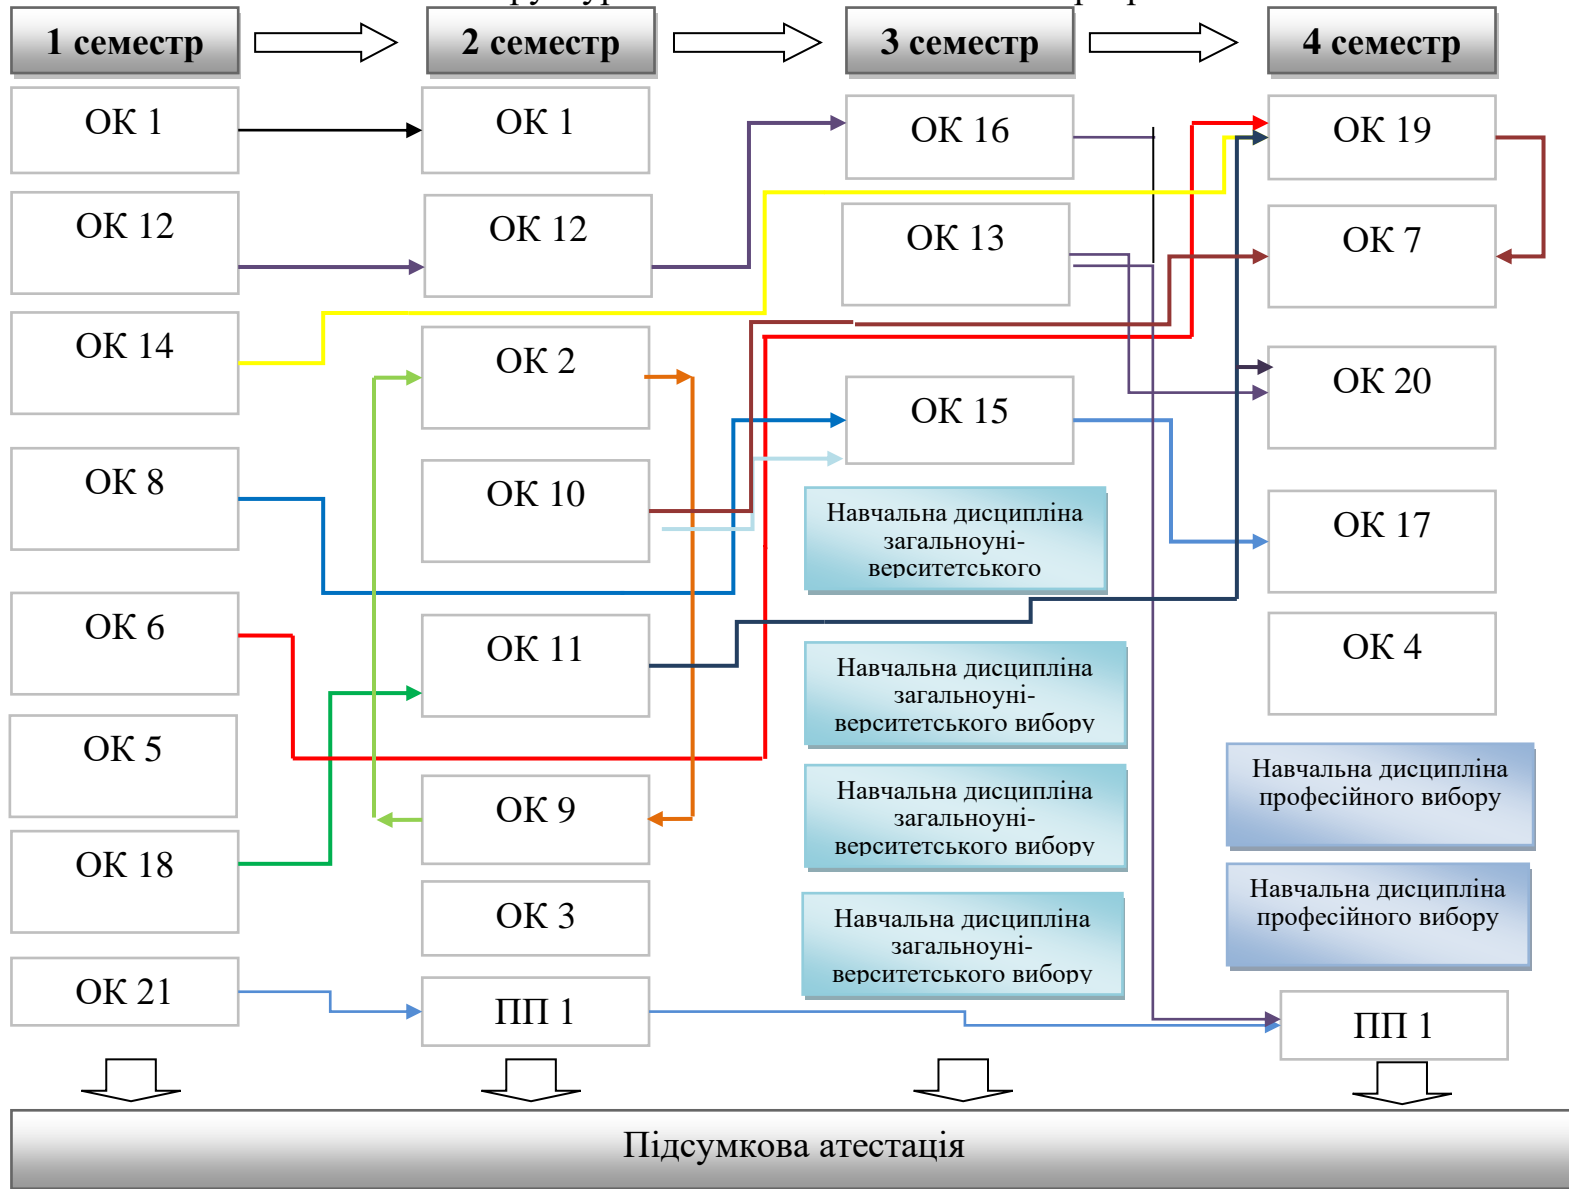 1 семестр
2 семестр
3 семестр
4 семестр
ОК 1
ОК 12
ОК 14
ОК 8
ОК 6
ОК 5
ОК 18
ОК 21
ОК 1
ОК 12
ОК 2
ОК 10
ОК 11
ОК 9
ОК 3
ПП 1
ОК 16
ОК 13
ОК 15
Навчальна дисципліна
загальноуні-
верситетського
Навчальна дисципліна
загальноуні-
верситетського вибору
Навчальна дисципліна
загальноуні-
верситетського вибору
Навчальна дисципліна
загальноуні-
верситетського вибору
ОК 19
ОК 7
ОК 20
ОК 17
ОК 4
Навчальна дисципліна
професійного вибору
Навчальна дисципліна
професійного вибору
ПП 1
Підсумкова атестація